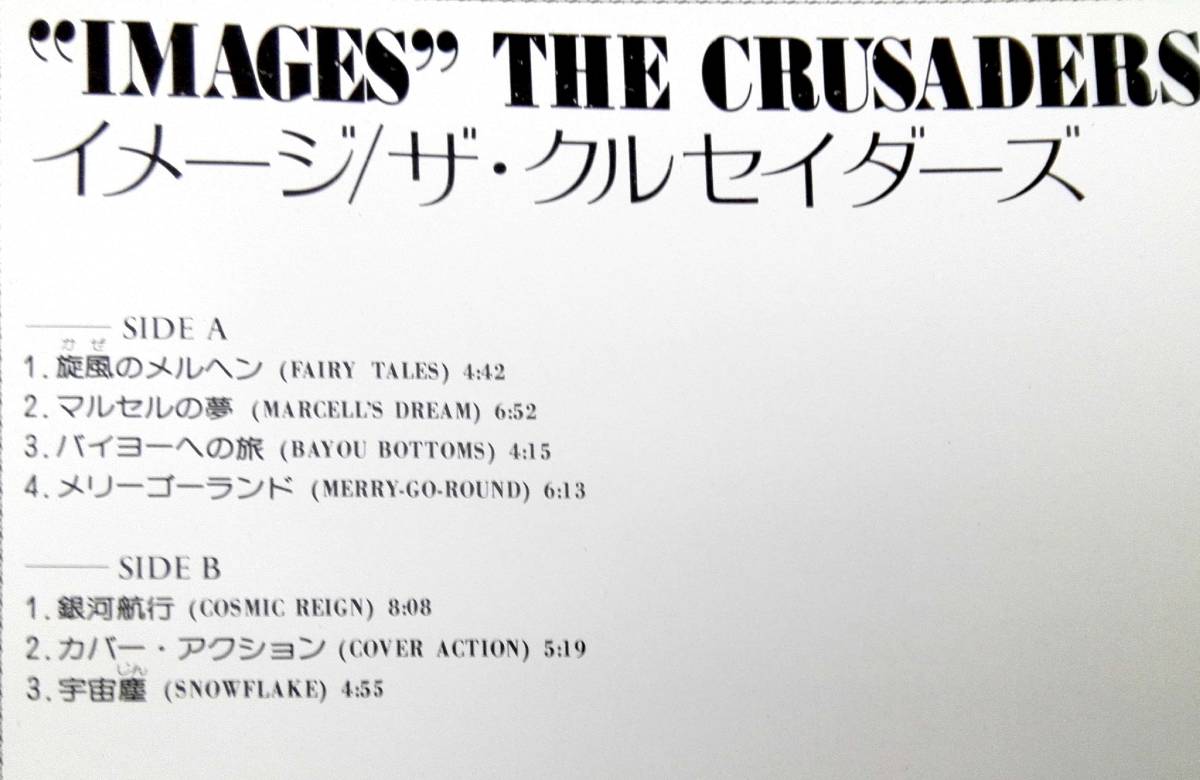 “IMAGES” THE CRUSADERS
イメージ/ザ・クルセイダーズ
SIDE A
かぜ
1.旋風のメルヘン (FAIRY TALES) 4:42
2.マルセルの夢 (MARCELL'S DREAM) 6:52
3.バイヨーへの旅 (BAYOU BOTTOMS) 4:15
4.メリーゴーランド (MERRY-GO-ROUND) 6:13
SIDE B
1.銀河航行 (COSMIC REIGN) 8:08
2.カバー・アクション (COVER ACTION) 5:19
じん
3.宇宙塵 (SNOWFLAKE) 4:55